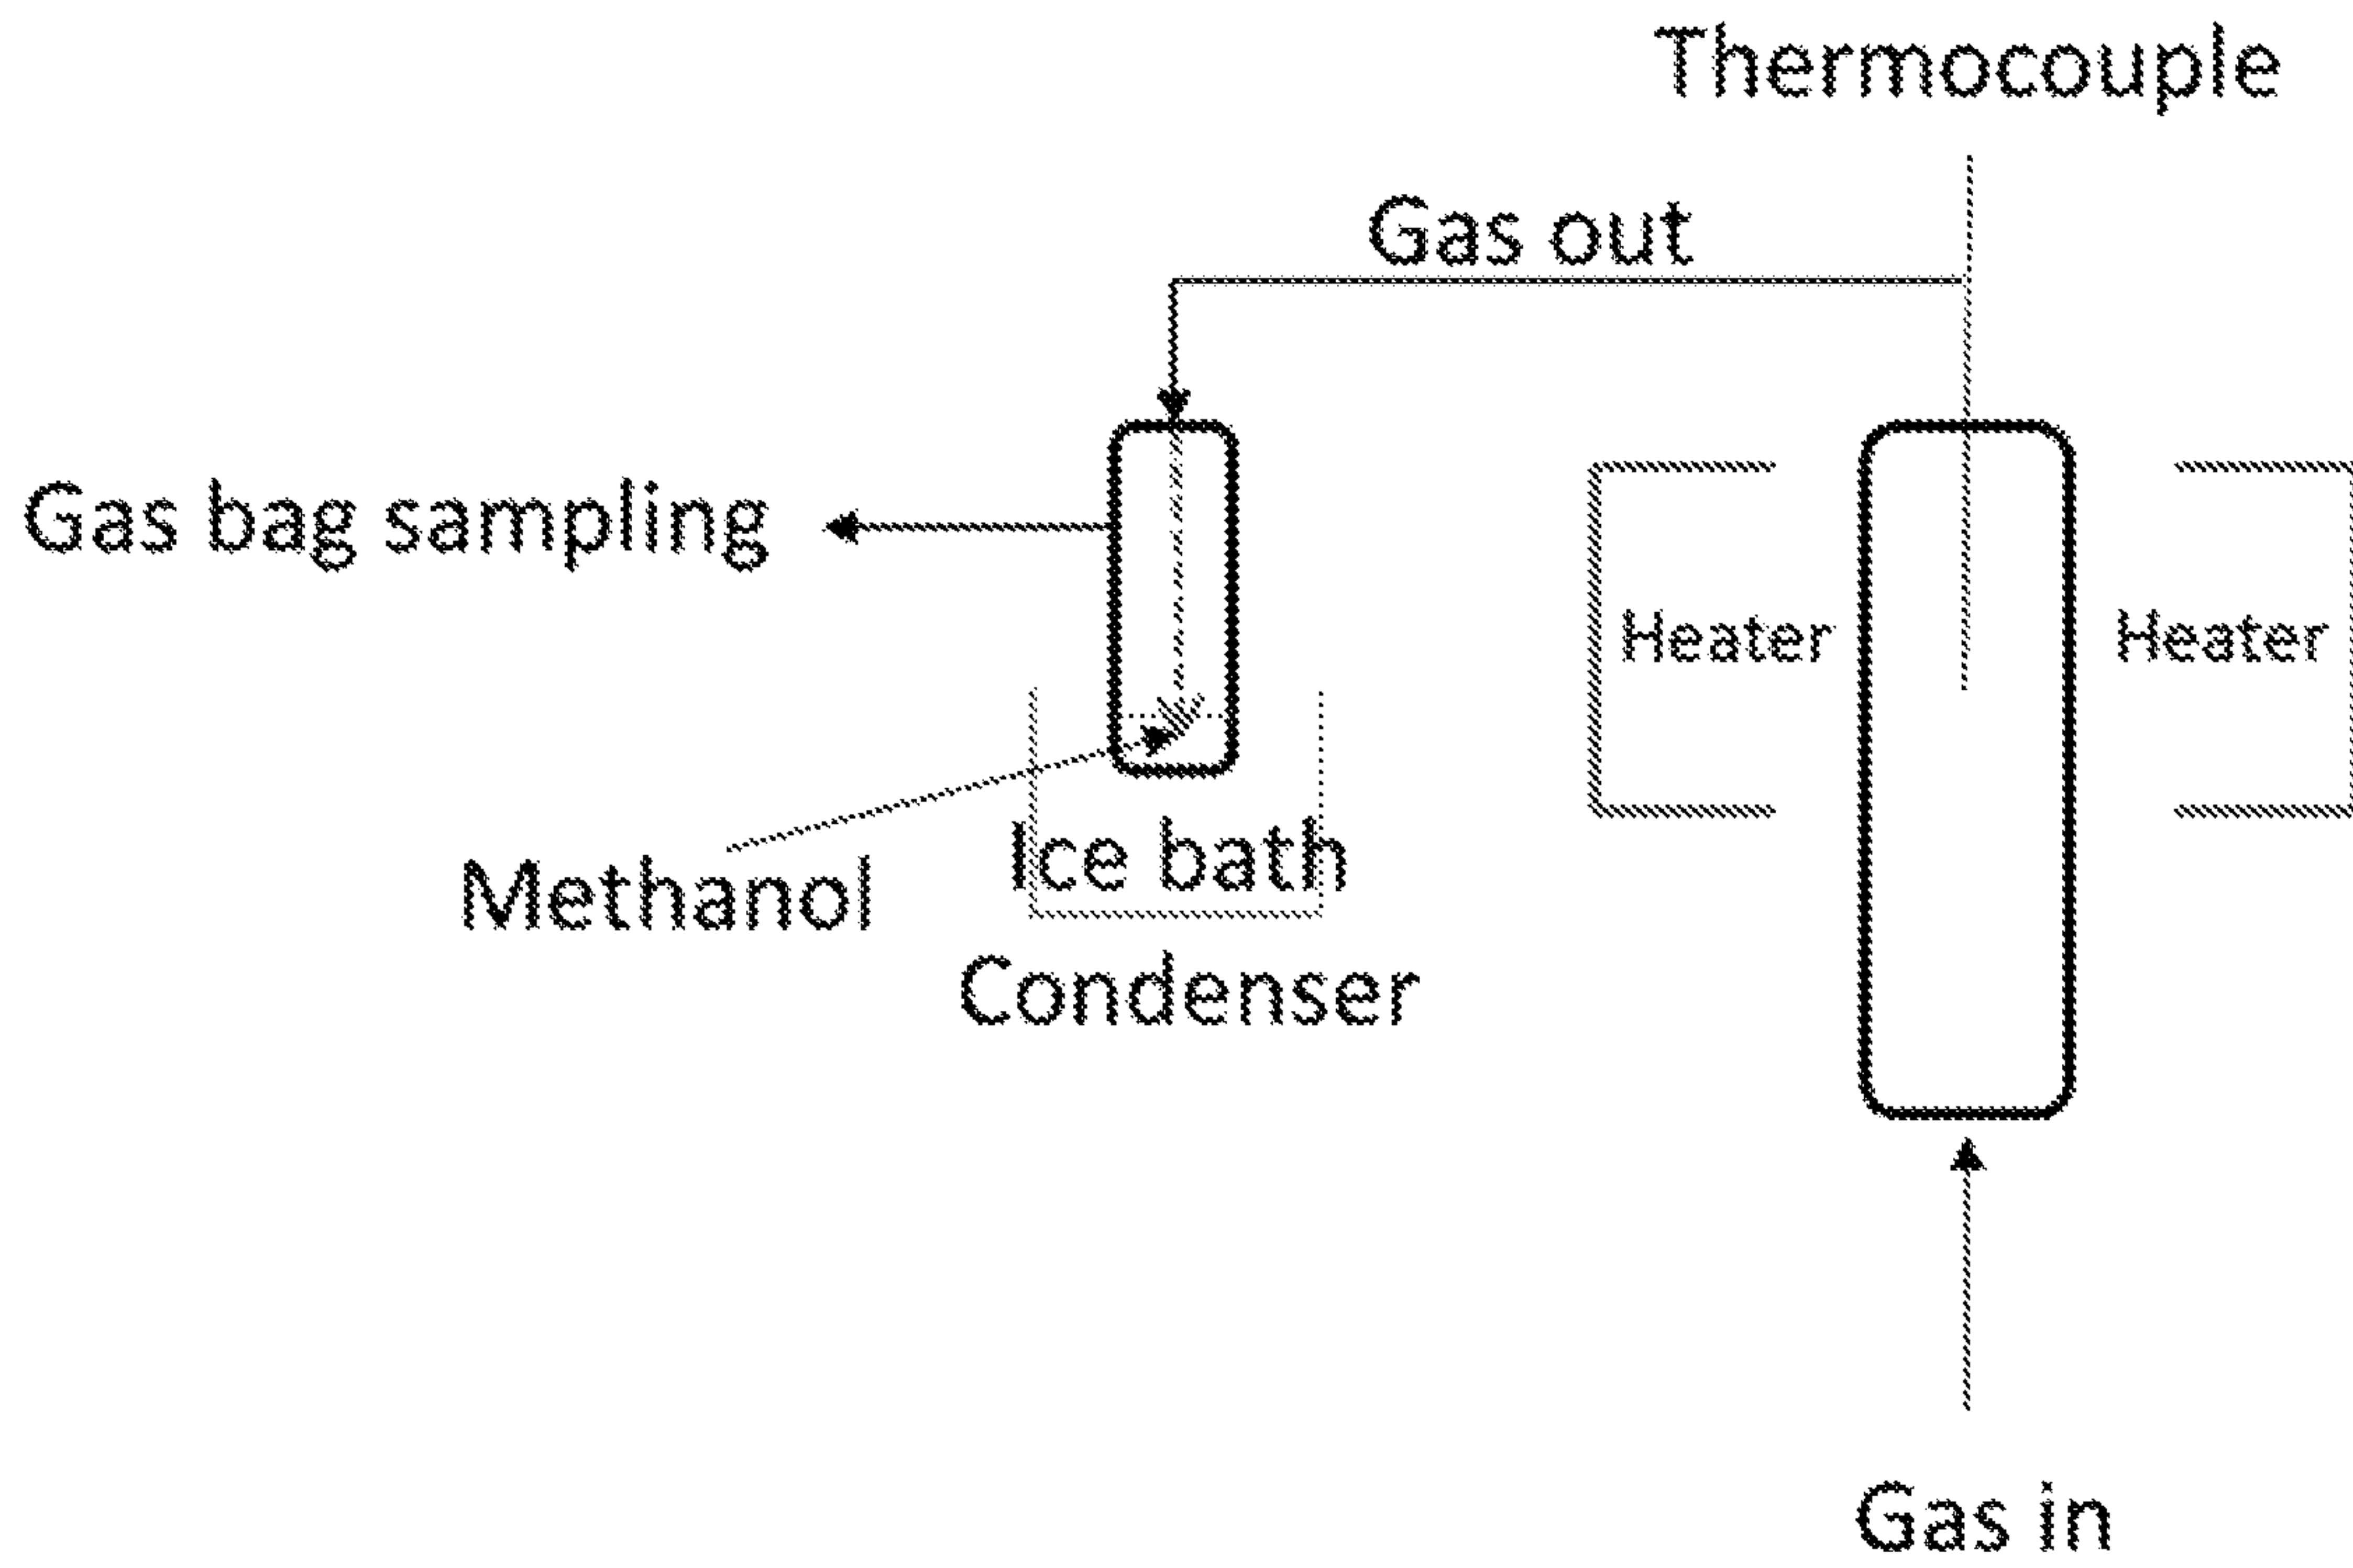 Thermocouple
Gas out
Gas bag sampling
Heater
Heater
Methanol
Ice bath
Condenser
Gas in